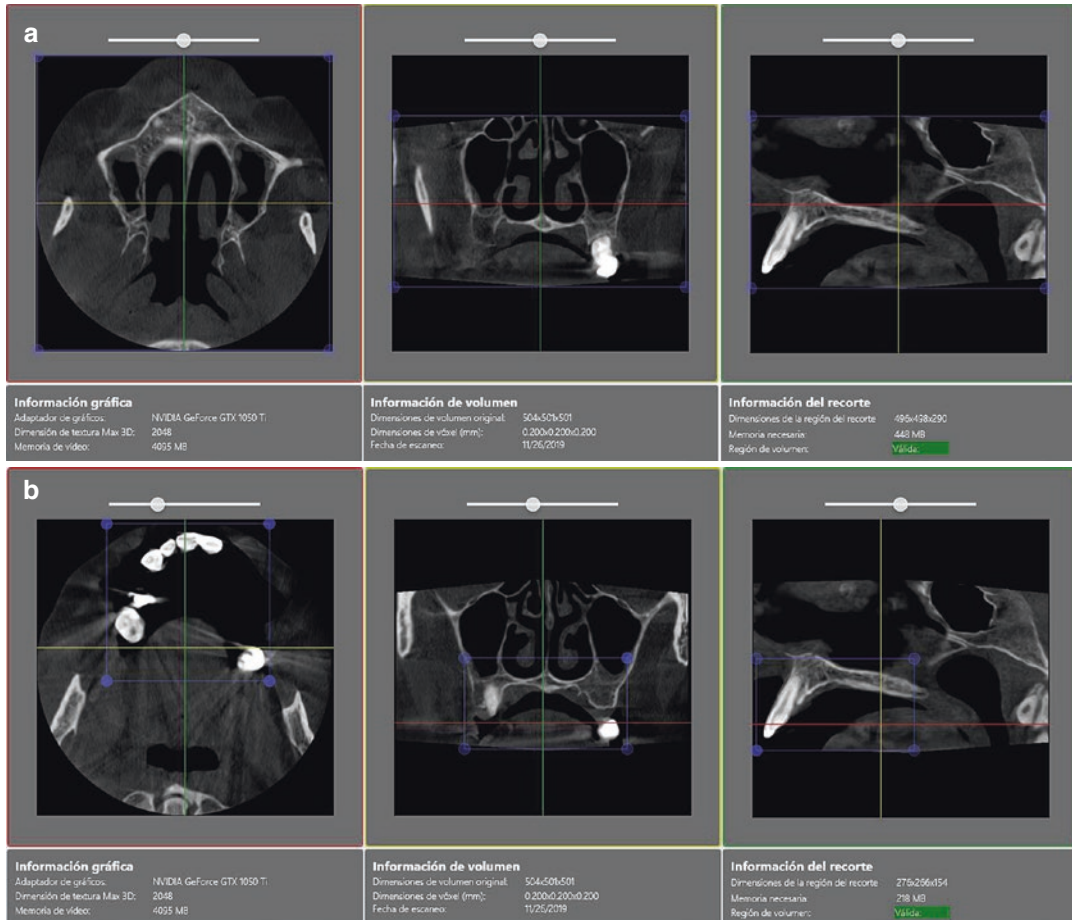 a
Información gráfica
Adaptador de gráficos: NVIDIA GeForce GTX 1050 Ti
Dimensión de textura Max 3D: 2048
Memoria de vídeo: 4095 MB
Información de volumen
Dimensiones de volumen original: 504x501x501
Dimensiones de vóxel (mm): 0.200x0.200x0.200
Fecha de escaneo: 11/26/2019
Información del recorte
Dimensiones de la región del recorte 496x498x290
Memoria necesaria: 448 MB
Región de volumen: Válida:
b
Información gráfica
Adaptador de gráficos: NVIDIA GeForce GTX 1050 Ti
Dimensión de textura Max 3D: 2048
Memoria de vídeo: 4095 MB
Información de volumen
Dimensiones de volumen original: 504x501x501
Dimensiones de vóxel (mm): 0.200x0.200x0.200
Fecha de escaneo: 11/26/2019
Información del recorte
Dimensiones de la región del recorte 276x266x154
Memoria necesaria: 218 MB
Región de volumen: Válida: